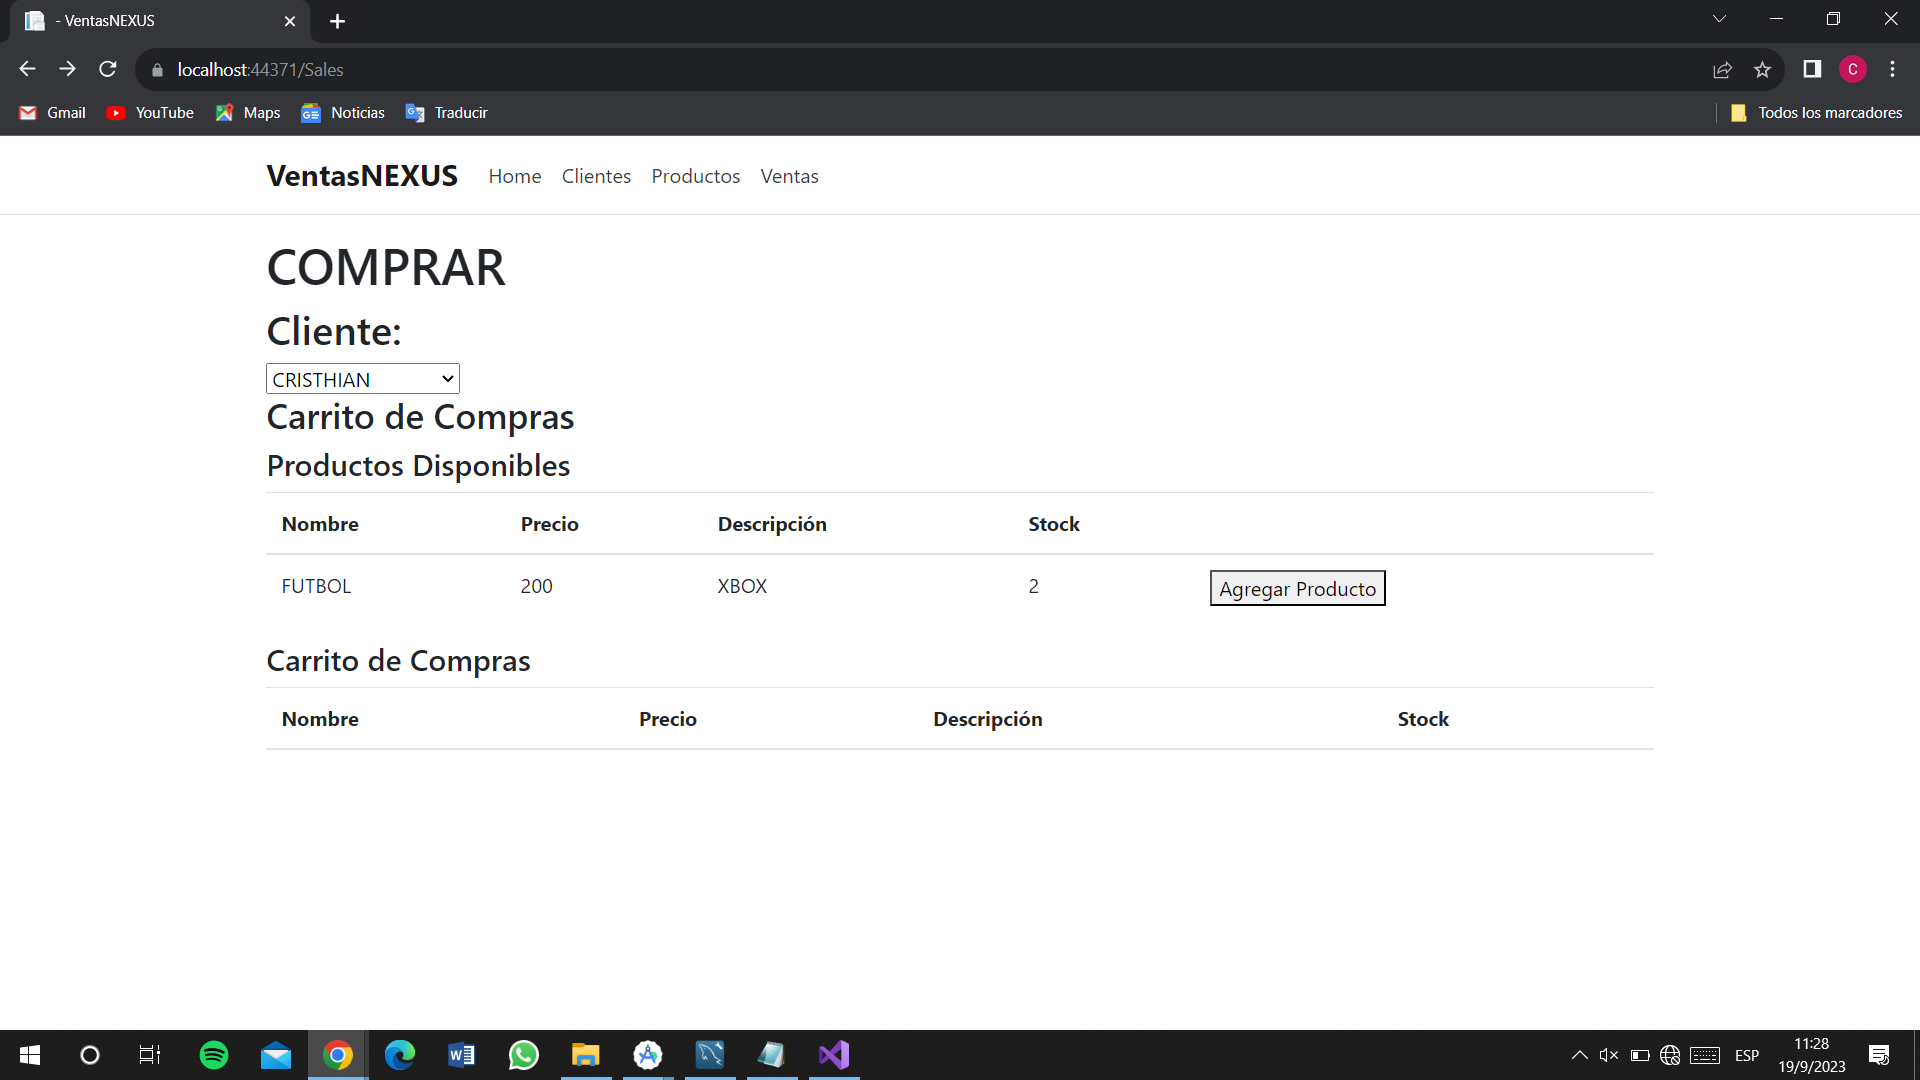 - VentasNEXUS
localhost:44371/Sales
C
Gmail YouTube Maps Noticias Traducir Todos los marcadores
VentasNEXUS Home Clientes Productos Ventas
COMPRAR
Cliente:
CRISTHIAN
Carrito de Compras
Productos Disponibles
Nombre Precio Descripción Stock
FUTBOL 200 XBOX 2 Agregar Producto
Carrito de Compras
Nombre Precio Descripción Stock
ESP
11:28
19/9/2023